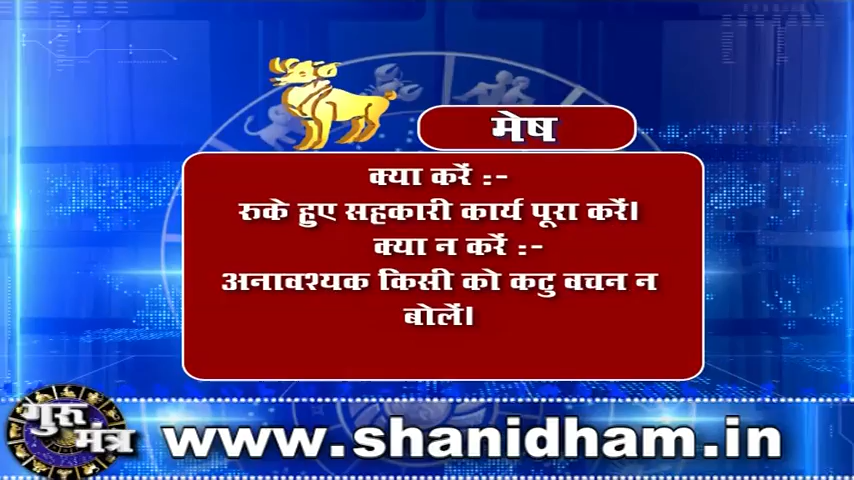 मेष
क्या करें :-
रुके हुए सहकारी कार्य पूरा करें।
क्या न करें :-
अनावश्यक किसी को कटु वचन न
बोलें।
गुरु
मंत्र
www.shanidham.in